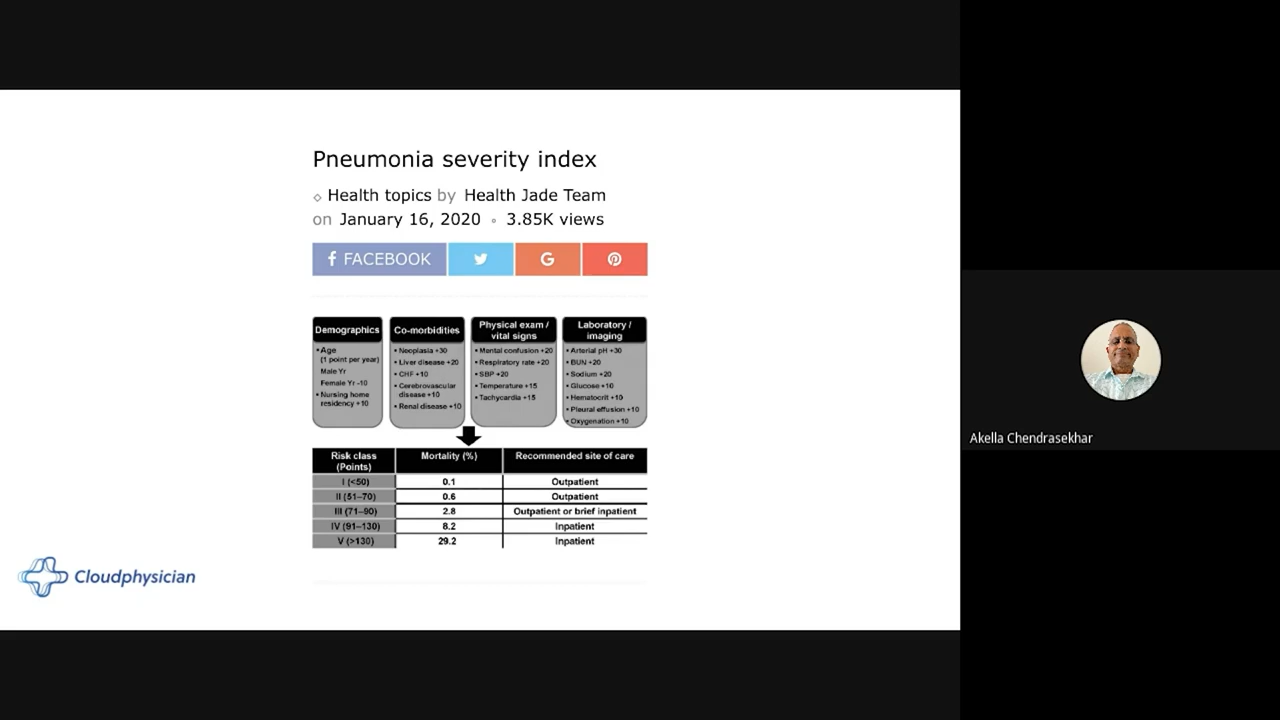 Pneumonia severity index
Health topics by Health Jade Team
on January 16, 2020 • 3.85K views
f FACEBOOK
G
Demographics
• Age
(1 point per year)
Male Yr
Female Yr -10
• Nursing home
residency +10
Co-morbidities
• Neoplasia +30
• Liver disease +20
• CHF +10
• Cerebrovascular
disease +10
• Renal disease +10
Physical exam /
vital signs
• Mental confusion +20
• Respiratory rate +20
• SBP +20
• Temperature +15
• Tachycardia +15
Laboratory /
imaging
• Arterial pH +30
• BUN +20
• Sodium +20
• Glucose +10
• Hematocrit +10
• Pleural effusion +10
• Oxygenation +10
Risk class
(Points) Mortality (%) Recommended site of care
I (<50) 0.1 Outpatient
II (51–70) 0.6 Outpatient
III (71–90) 2.8 Outpatient or brief inpatient
IV (91–130) 8.2 Inpatient
V (>130) 29.2 Inpatient
Cloudphysician
Akella Chendrasekhar